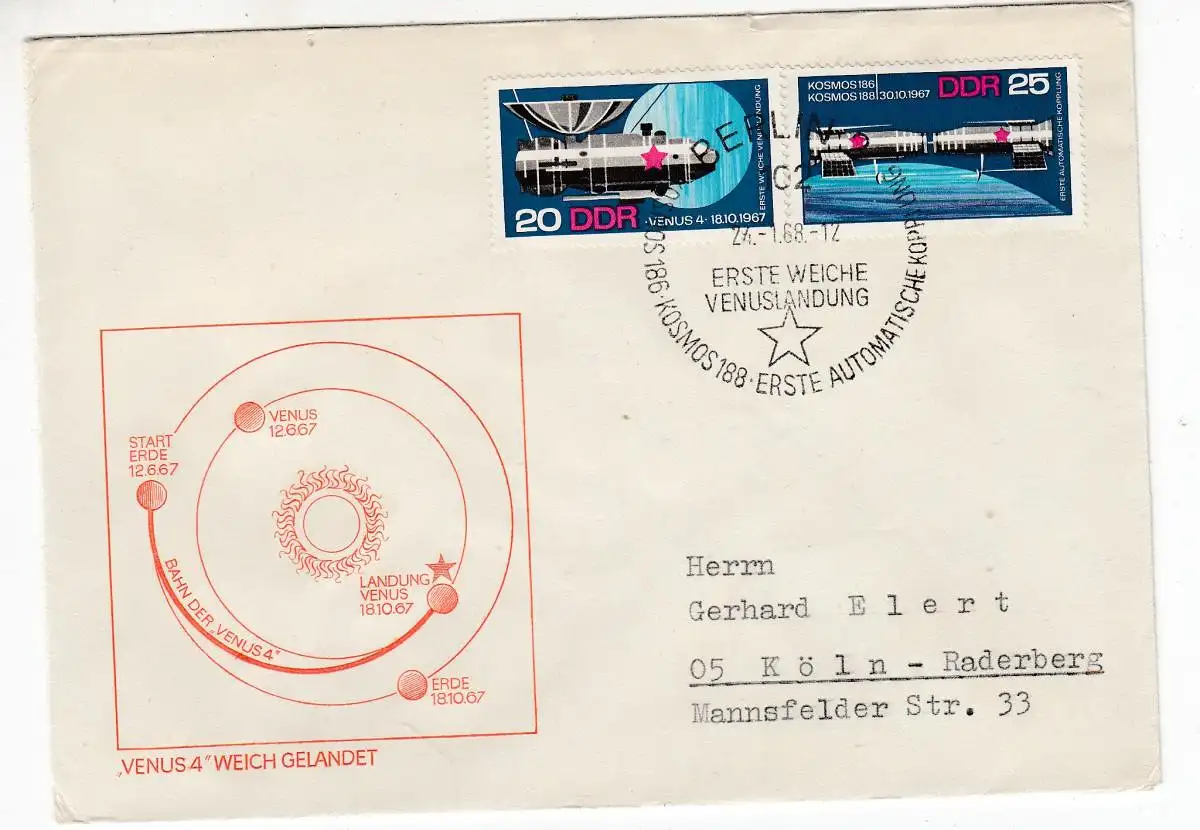 ERSTE WEICHE VENUSLANDUNG
20 DDR · VENUS 4 · 18.10.1967
KOSMOS 186
KOSMOS 188 30.10.1967
DDR 25
ERSTE AUTOMATISCHE KOPPLUNG
BERLIN
C2
24.-1.68.-12
ERSTE WEICHE
VENUSLANDUNG
KOSMOS 186 · KOSMOS 188 · ERSTE AUTOMATISCHE KOPPLUNG
VENUS
12.6.67
START
ERDE
12.6.67
LANDUNG
VENUS
18.10.67
BAHN DER „VENUS 4“
ERDE
18.10.67
„VENUS 4“ WEICH GELANDET
Herrn
Gerhard Elert
05 Köln - Raderberg
Mannsfelder Str. 33